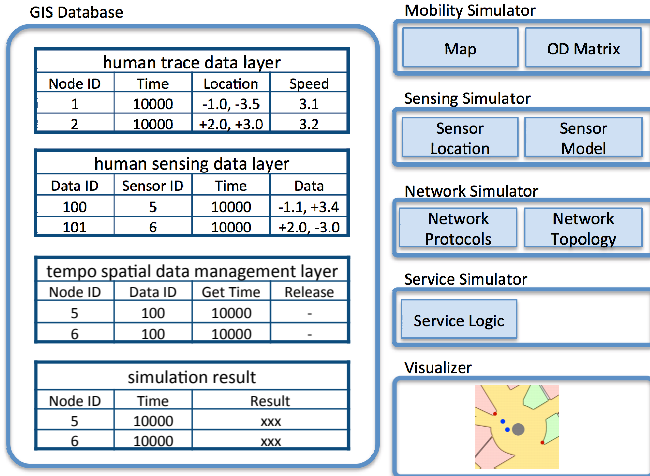 GIS Database
human trace data layer
Node ID Time Location Speed
1 10000 -1.0, -3.5 3.1
2 10000 +2.0, +3.0 3.2
human sensing data layer
Data ID Sensor ID Time Data
100 5 10000 -1.1, +3.4
101 6 10000 +2.0, -3.0
tempo spatial data management layer
Node ID Data ID Get Time Release
5 100 10000 -
6 100 10000 -
simulation result
Node ID Time Result
5 10000 xxx
6 10000 xxx
Mobility Simulator
Map OD Matrix
Sensing Simulator
Sensor Location
Sensor Model
Network Simulator
Network Protocols
Network Topology
Service Simulator
Service Logic
Visualizer